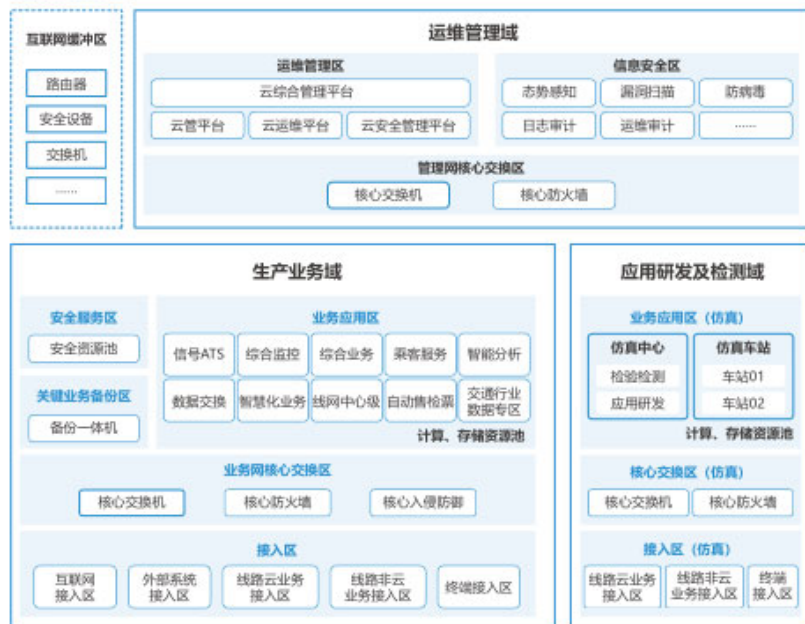 互联网缓冲区
路由器
安全设备
交换机
......
运维管理域
运维管理区
云综合管理平台
云管平台
云运维平台
云安全管理平台
信息安全区
态势感知
漏洞扫描
防病毒
日志审计
运维审计
......
管理网核心交换区
核心交换机
核心防火墙
生产业务域
安全服务区
安全资源池
关键业务备份区
备份一体机
业务应用区
信号ATS
综合监控
综合业务
乘客服务
智能分析
数据交换
智慧化业务
线网中心级
自动售检票
交通行业
数据专区
计算、存储资源池
业务网核心交换区
核心交换机
核心防火墙
核心入侵防御
接入区
互联网
接入区
外部系统
接入区
线路云业务
接入区
线路非云
业务接入区
终端接入区
应用研发及检测域
业务应用区（仿真）
仿真中心
检验检测
应用研发
仿真车站
车站01
车站02
计算、存储资源池
核心交换区（仿真）
核心交换机
核心防火墙
接入区（仿真）
线路云业务
接入区
线路非云
业务接入区
终端
接入区